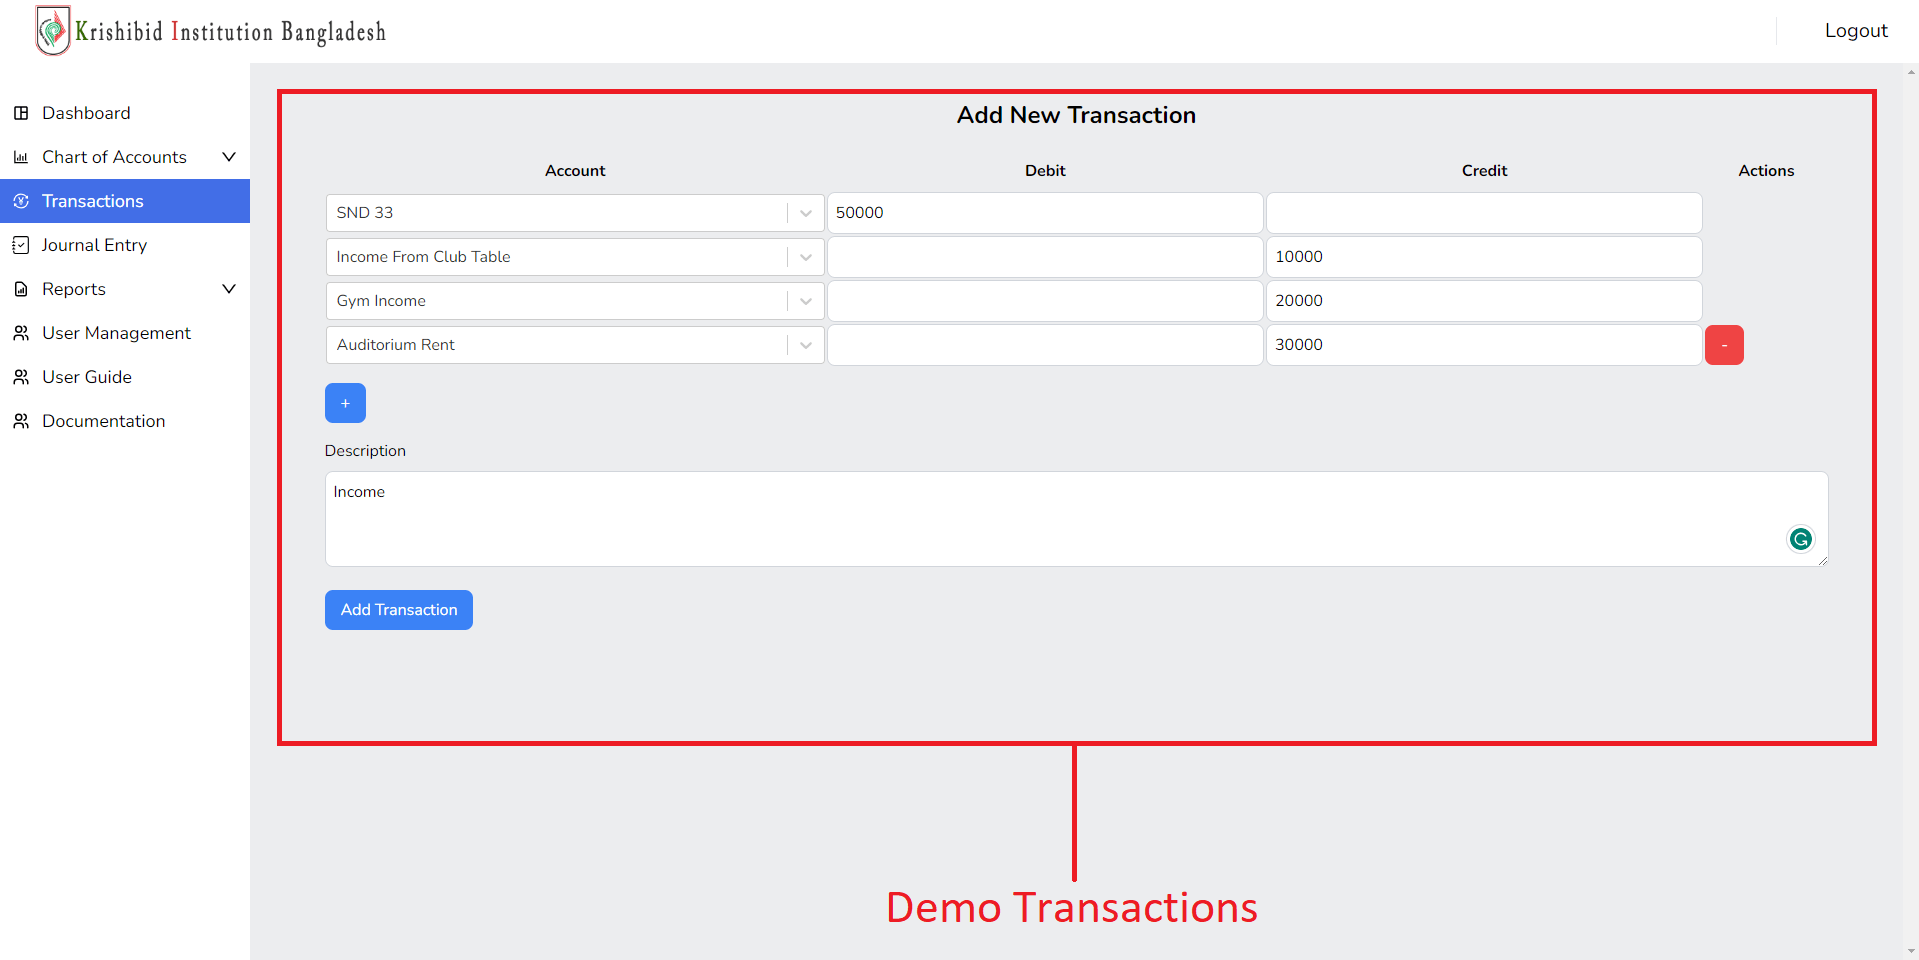 Krishibid Institution Bangladesh
Logout
Dashboard
Chart of Accounts
Transactions
Journal Entry
Reports
User Management
User Guide
Documentation
Add New Transaction
Account Debit Credit Actions
SND 33 50000
Income From Club Table 10000
Gym Income 20000
Auditorium Rent 30000 -
+
Description
Income
Add Transaction
Demo Transactions